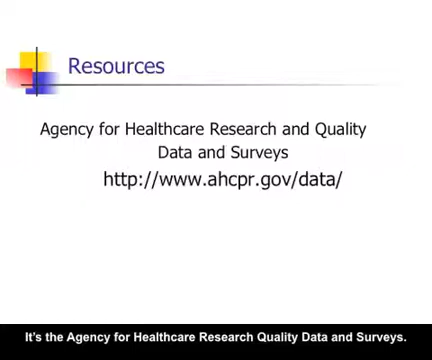 Resources
Agency for Healthcare Research and Quality
Data and Surveys
http://www.ahcpr.gov/data/
It's the Agency for Healthcare Research Quality Data and Surveys.